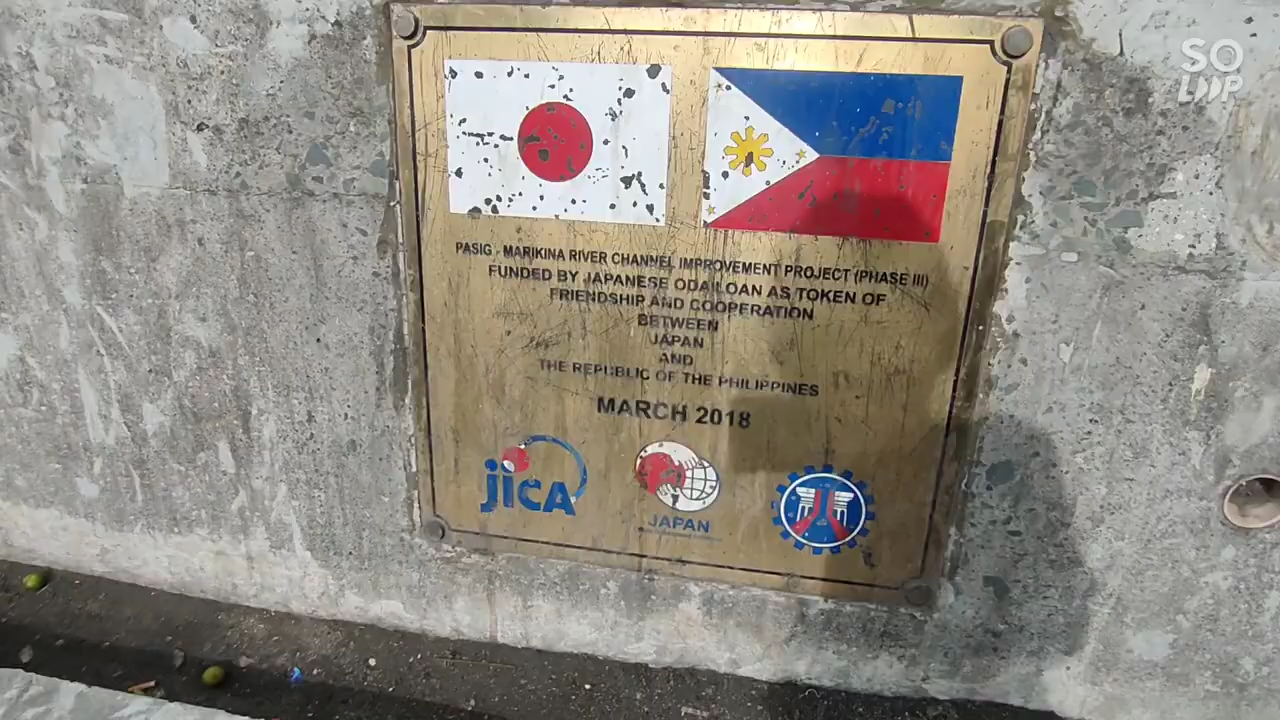 SO
LIIP
PASIG - MARIKINA RIVER CHANNEL IMPROVEMENT PROJECT (PHASE III)
FUNDED BY JAPANESE ODA LOAN AS TOKEN OF
FRIENDSHIP AND COOPERATION
BETWEEN
JAPAN
AND
THE REPUBLIC OF THE PHILIPPINES
MARCH 2018
jICA
JAPAN